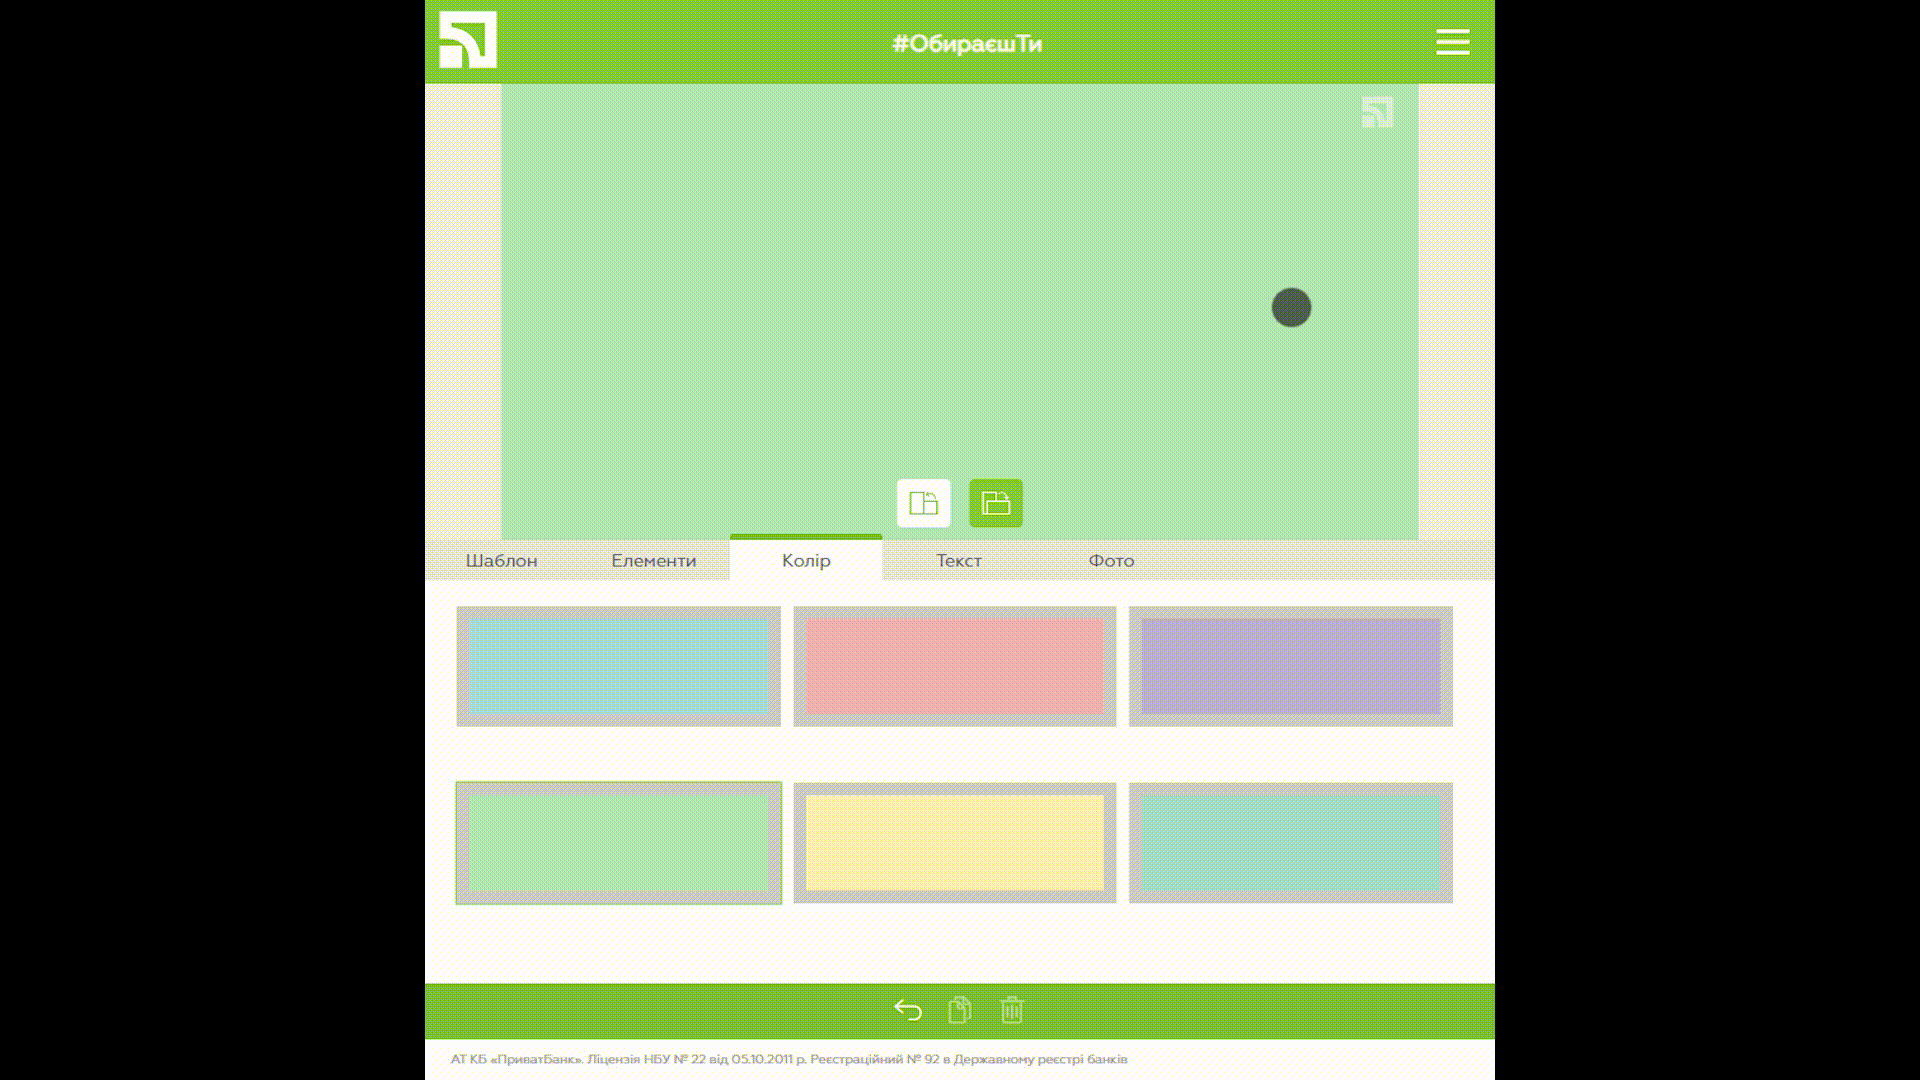 #ОбираєшТи
Шаблон Елементи Колір Текст Фото
АТ КБ «ПриватБанк». Ліцензія НБУ № 22 від 05.10.2011 р. Реєстраційний № 92 в Державному реєстрі банків